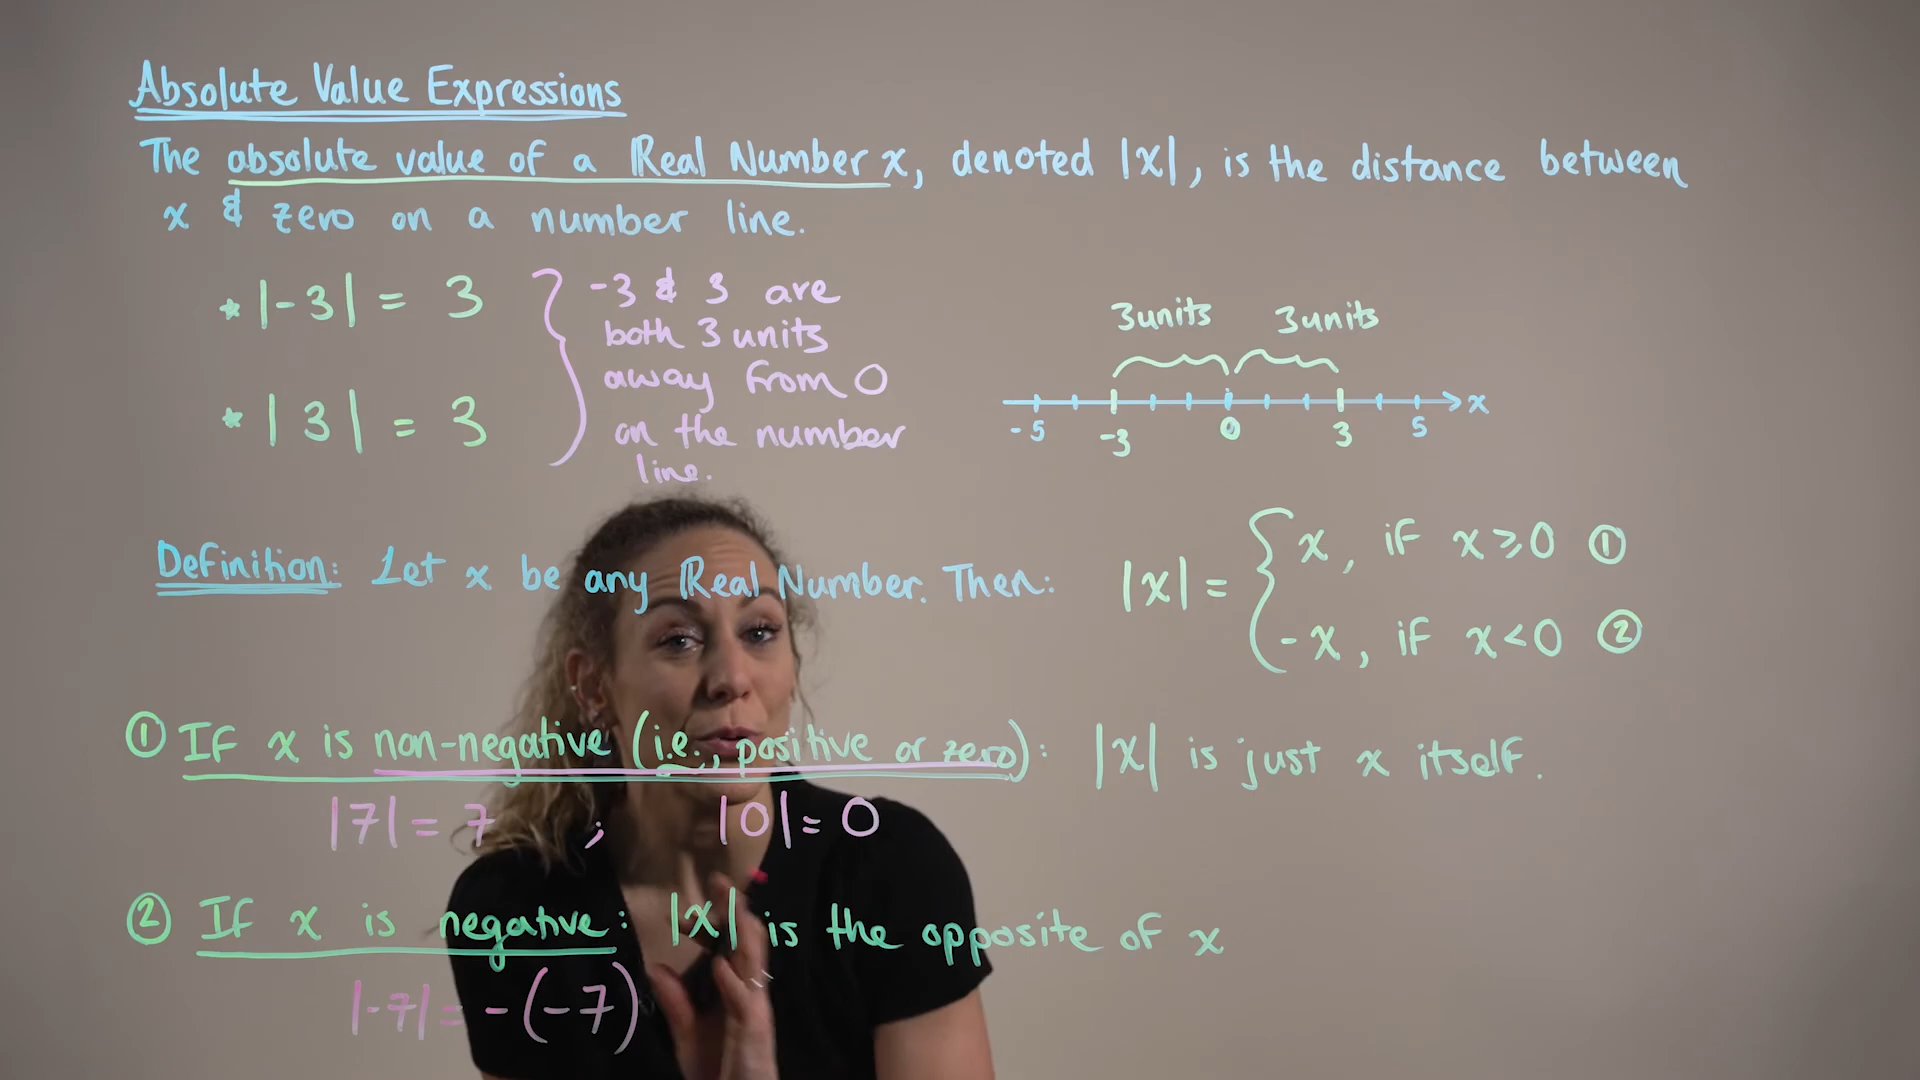 Absolute Value Expressions
The absolute value of a Real Number x, denoted |x|, is the distance between
x & zero on a number line.
* |-3| = 3
* |3| = 3
-3 & 3 are
both 3 units
away from 0
on the number
line.
3 units 3 units
-5 -3 0 3 5 x
Definition: Let x be any Real Number. Then:
|x| = { x, if x ≥ 0 ①
-x, if x < 0 ②
① If x is non-negative (i.e., positive or zero): |x| is just x itself.
|7| = 7 ; |0| = 0
② If x is negative: |x| is the opposite of x
|-7| = -(-7)